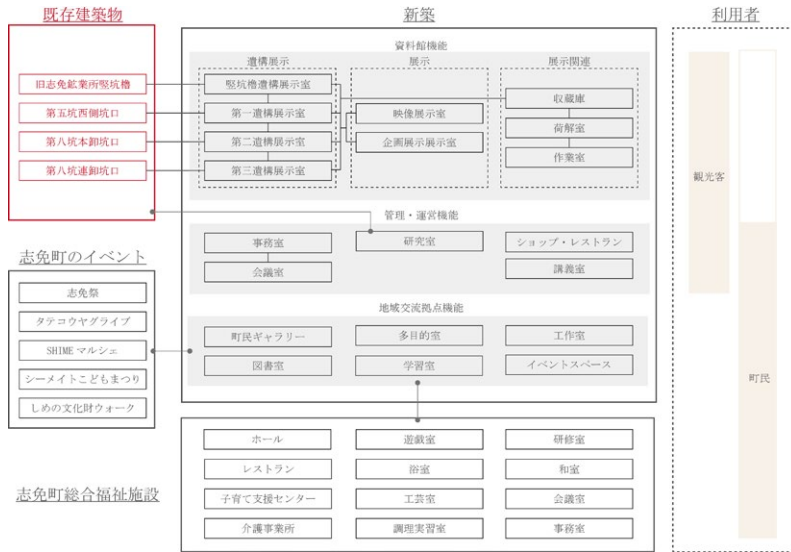 既存建築物
旧志免鉱業所竪坑櫓
第五坑西側坑口
第八坑本卸坑口
第八坑連卸坑口
志免町のイベント
志免祭
タテコウヤグライブ
SHIME マルシェ
シーメイトこどもまつり
しめの文化財ウォーク
新築
資料館機能
遺構展示
竪坑櫓遺構展示室
第一遺構展示室
第二遺構展示室
第三遺構展示室
展示
映像展示室
企画展示展示室
展示関連
収蔵庫
荷解室
作業室
管理・運営機能
事務室
会議室
研究室
ショップ・レストラン
講義室
地域交流拠点機能
町民ギャラリー
図書室
多目的室
学習室
工作室
イベントスペース
志免町総合福祉施設
ホール
レストラン
子育て支援センター
介護事業所
遊戯室
浴室
工芸室
調理実習室
研修室
和室
会議室
事務室
利用者
観光客
町民